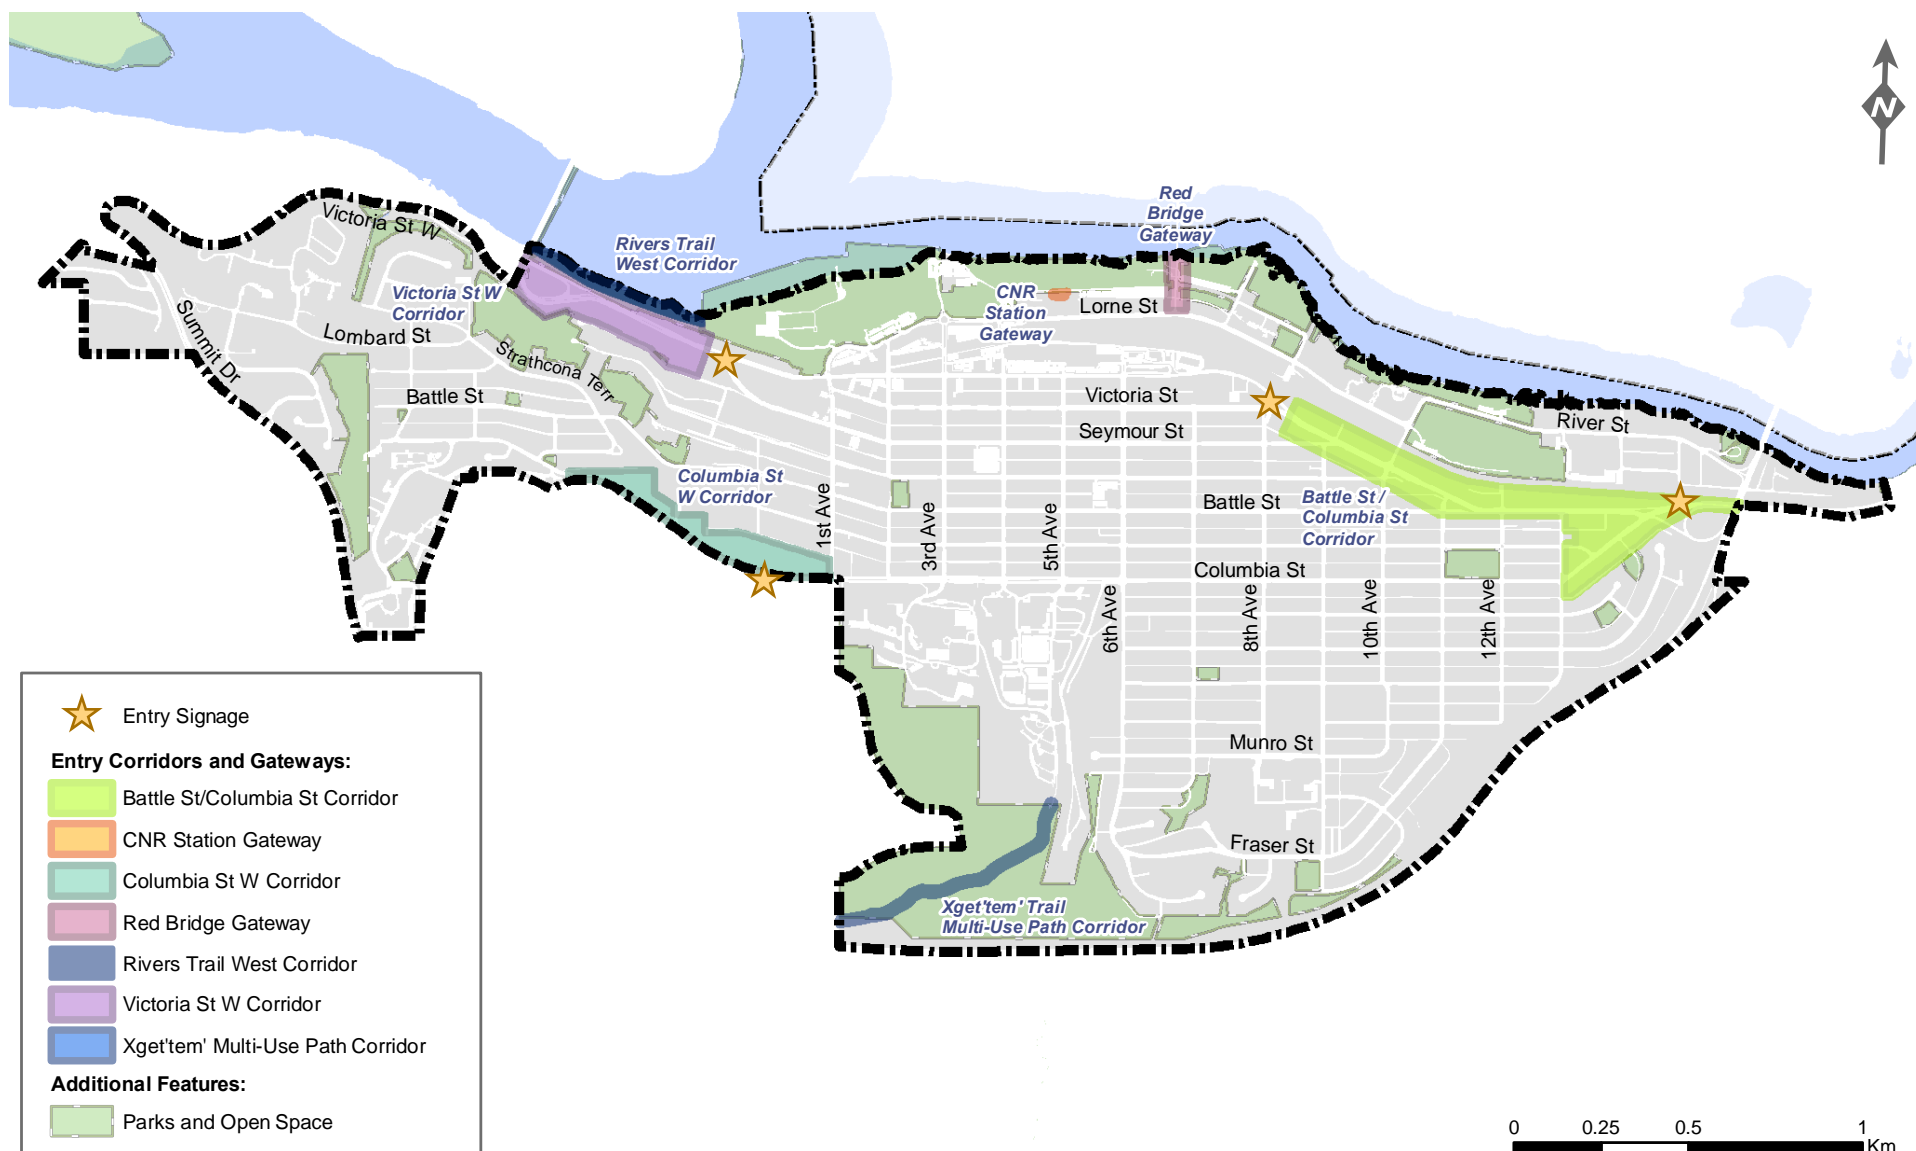 N
Red
Bridge
Gateway
Victoria St W
Rivers Trail
West Corridor
Victoria St W
Corridor
CNR
Station
Gateway
Lorne St
Summit Dr
Lombard St
Strathcona Terr
Battle St
Victoria St
Seymour St
River St
Columbia St
W Corridor
1st Ave
3rd Ave
5th Ave
Battle St
Battle St /
Columbia St
Corridor
Columbia St
6th Ave
8th Ave
10th Ave
12th Ave
Munro St
Fraser St
Xget'tem' Trail
Multi-Use Path Corridor
Entry Signage
Entry Corridors and Gateways:
Battle St/Columbia St Corridor
CNR Station Gateway
Columbia St W Corridor
Red Bridge Gateway
Rivers Trail West Corridor
Victoria St W Corridor
Xget'tem' Multi-Use Path Corridor
Additional Features:
Parks and Open Space
0 0.25 0.5 1
Km